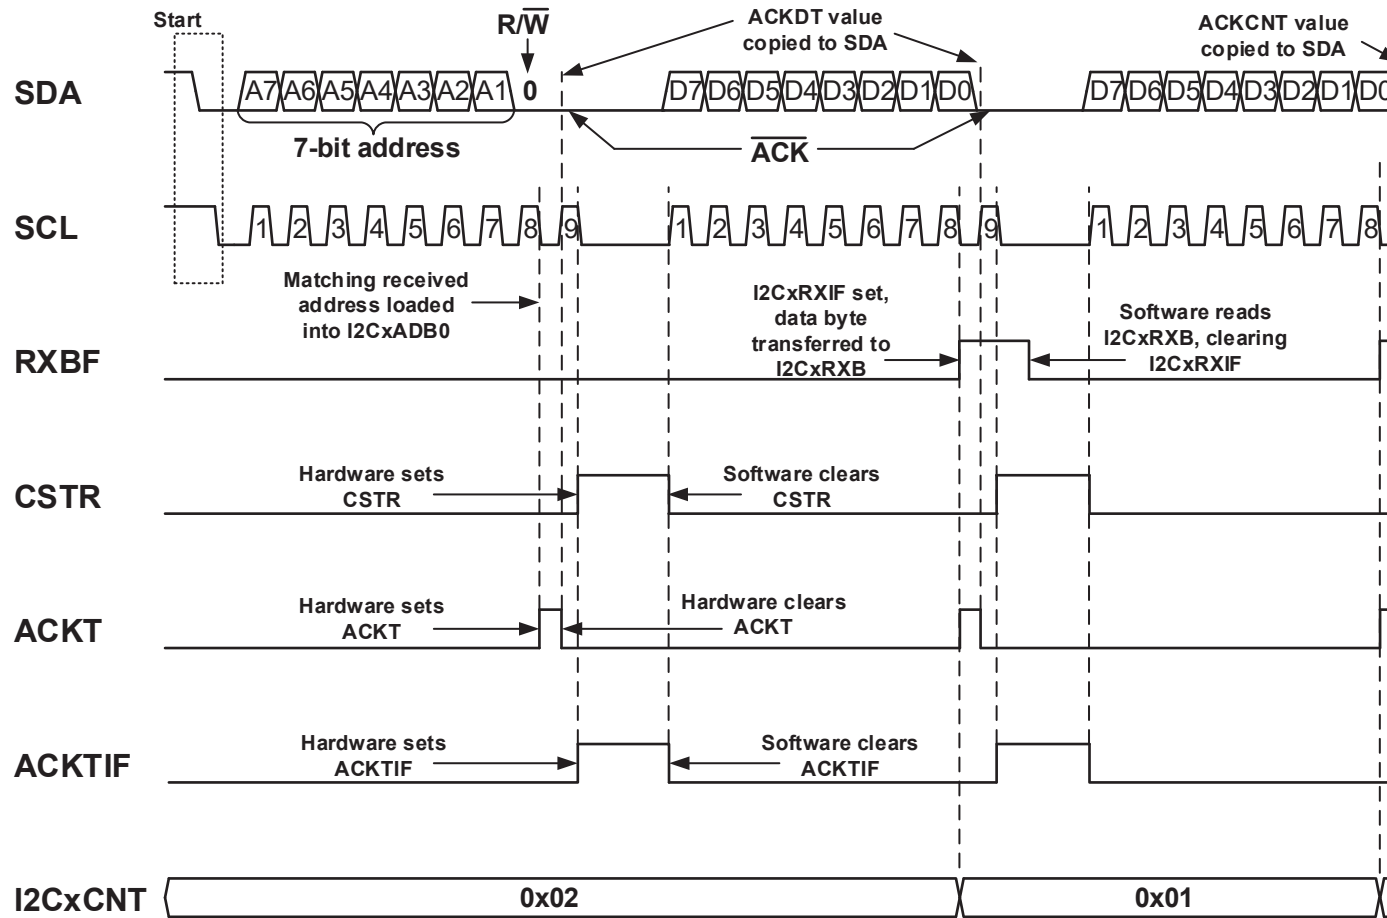 Start
R/W
ACKDT value
copied to SDA
ACKCNT value
copied to SDA
SDA
A7 A6 A5 A4 A3 A2 A1 0
D7 D6 D5 D4 D3 D2 D1 D0
D7 D6 D5 D4 D3 D2 D1 D0
7-bit address
ACK
SCL
1 2 3 4 5 6 7 8 9
1 2 3 4 5 6 7 8 9
1 2 3 4 5 6 7 8
Matching received
address loaded
into I2CxADB0
I2CxRXIF set,
data byte
transferred to
I2CxRXB
Software reads
I2CxRXB, clearing
I2CxRXIF
RXBF
CSTR
Hardware sets
CSTR
Software clears
CSTR
ACKT
Hardware sets
ACKT
Hardware clears
ACKT
ACKTIF
Hardware sets
ACKTIF
Software clears
ACKTIF
I2CxCNT
0x02
0x01